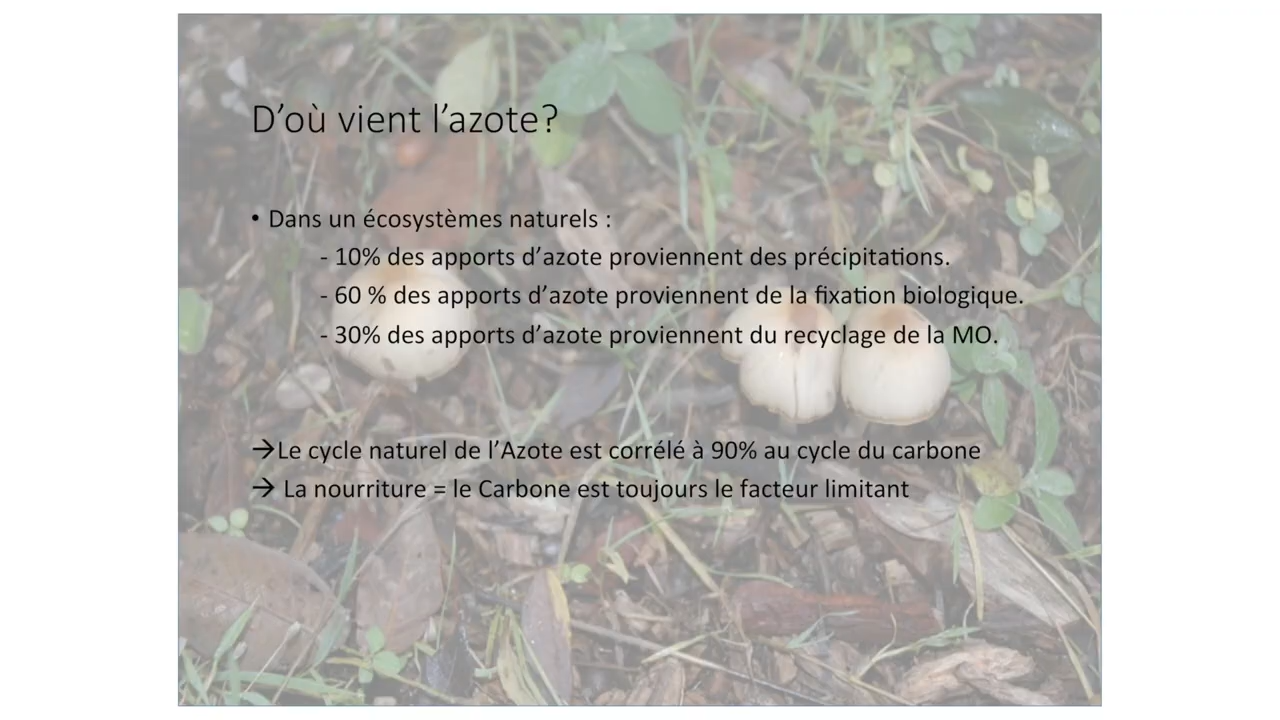 D’où vient l’azote?
• Dans un écosystèmes naturels :
- 10% des apports d’azote proviennent des précipitations.
- 60 % des apports d’azote proviennent de la fixation biologique.
- 30% des apports d’azote proviennent du recyclage de la MO.
→Le cycle naturel de l’Azote est corrélé à 90% au cycle du carbone
→ La nourriture = le Carbone est toujours le facteur limitant